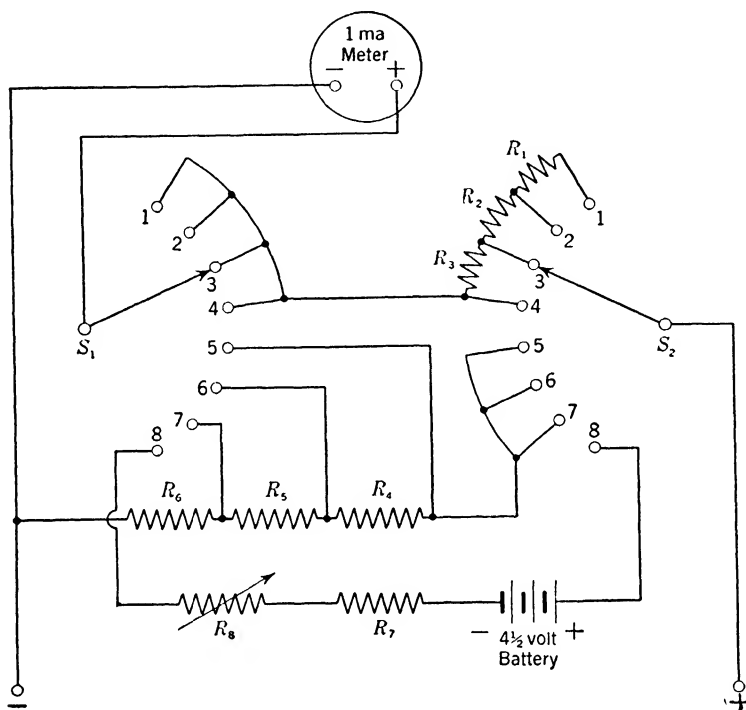 1 ma
Meter
− +
R₁
R₂
R₃
1
2
3
4
5
6
7
8
1
2
3
4
5
6
7
8
S₁
S₂
R₆
R₅
R₄
R₈
R₇
− 4½ volt +
Battery
−
+